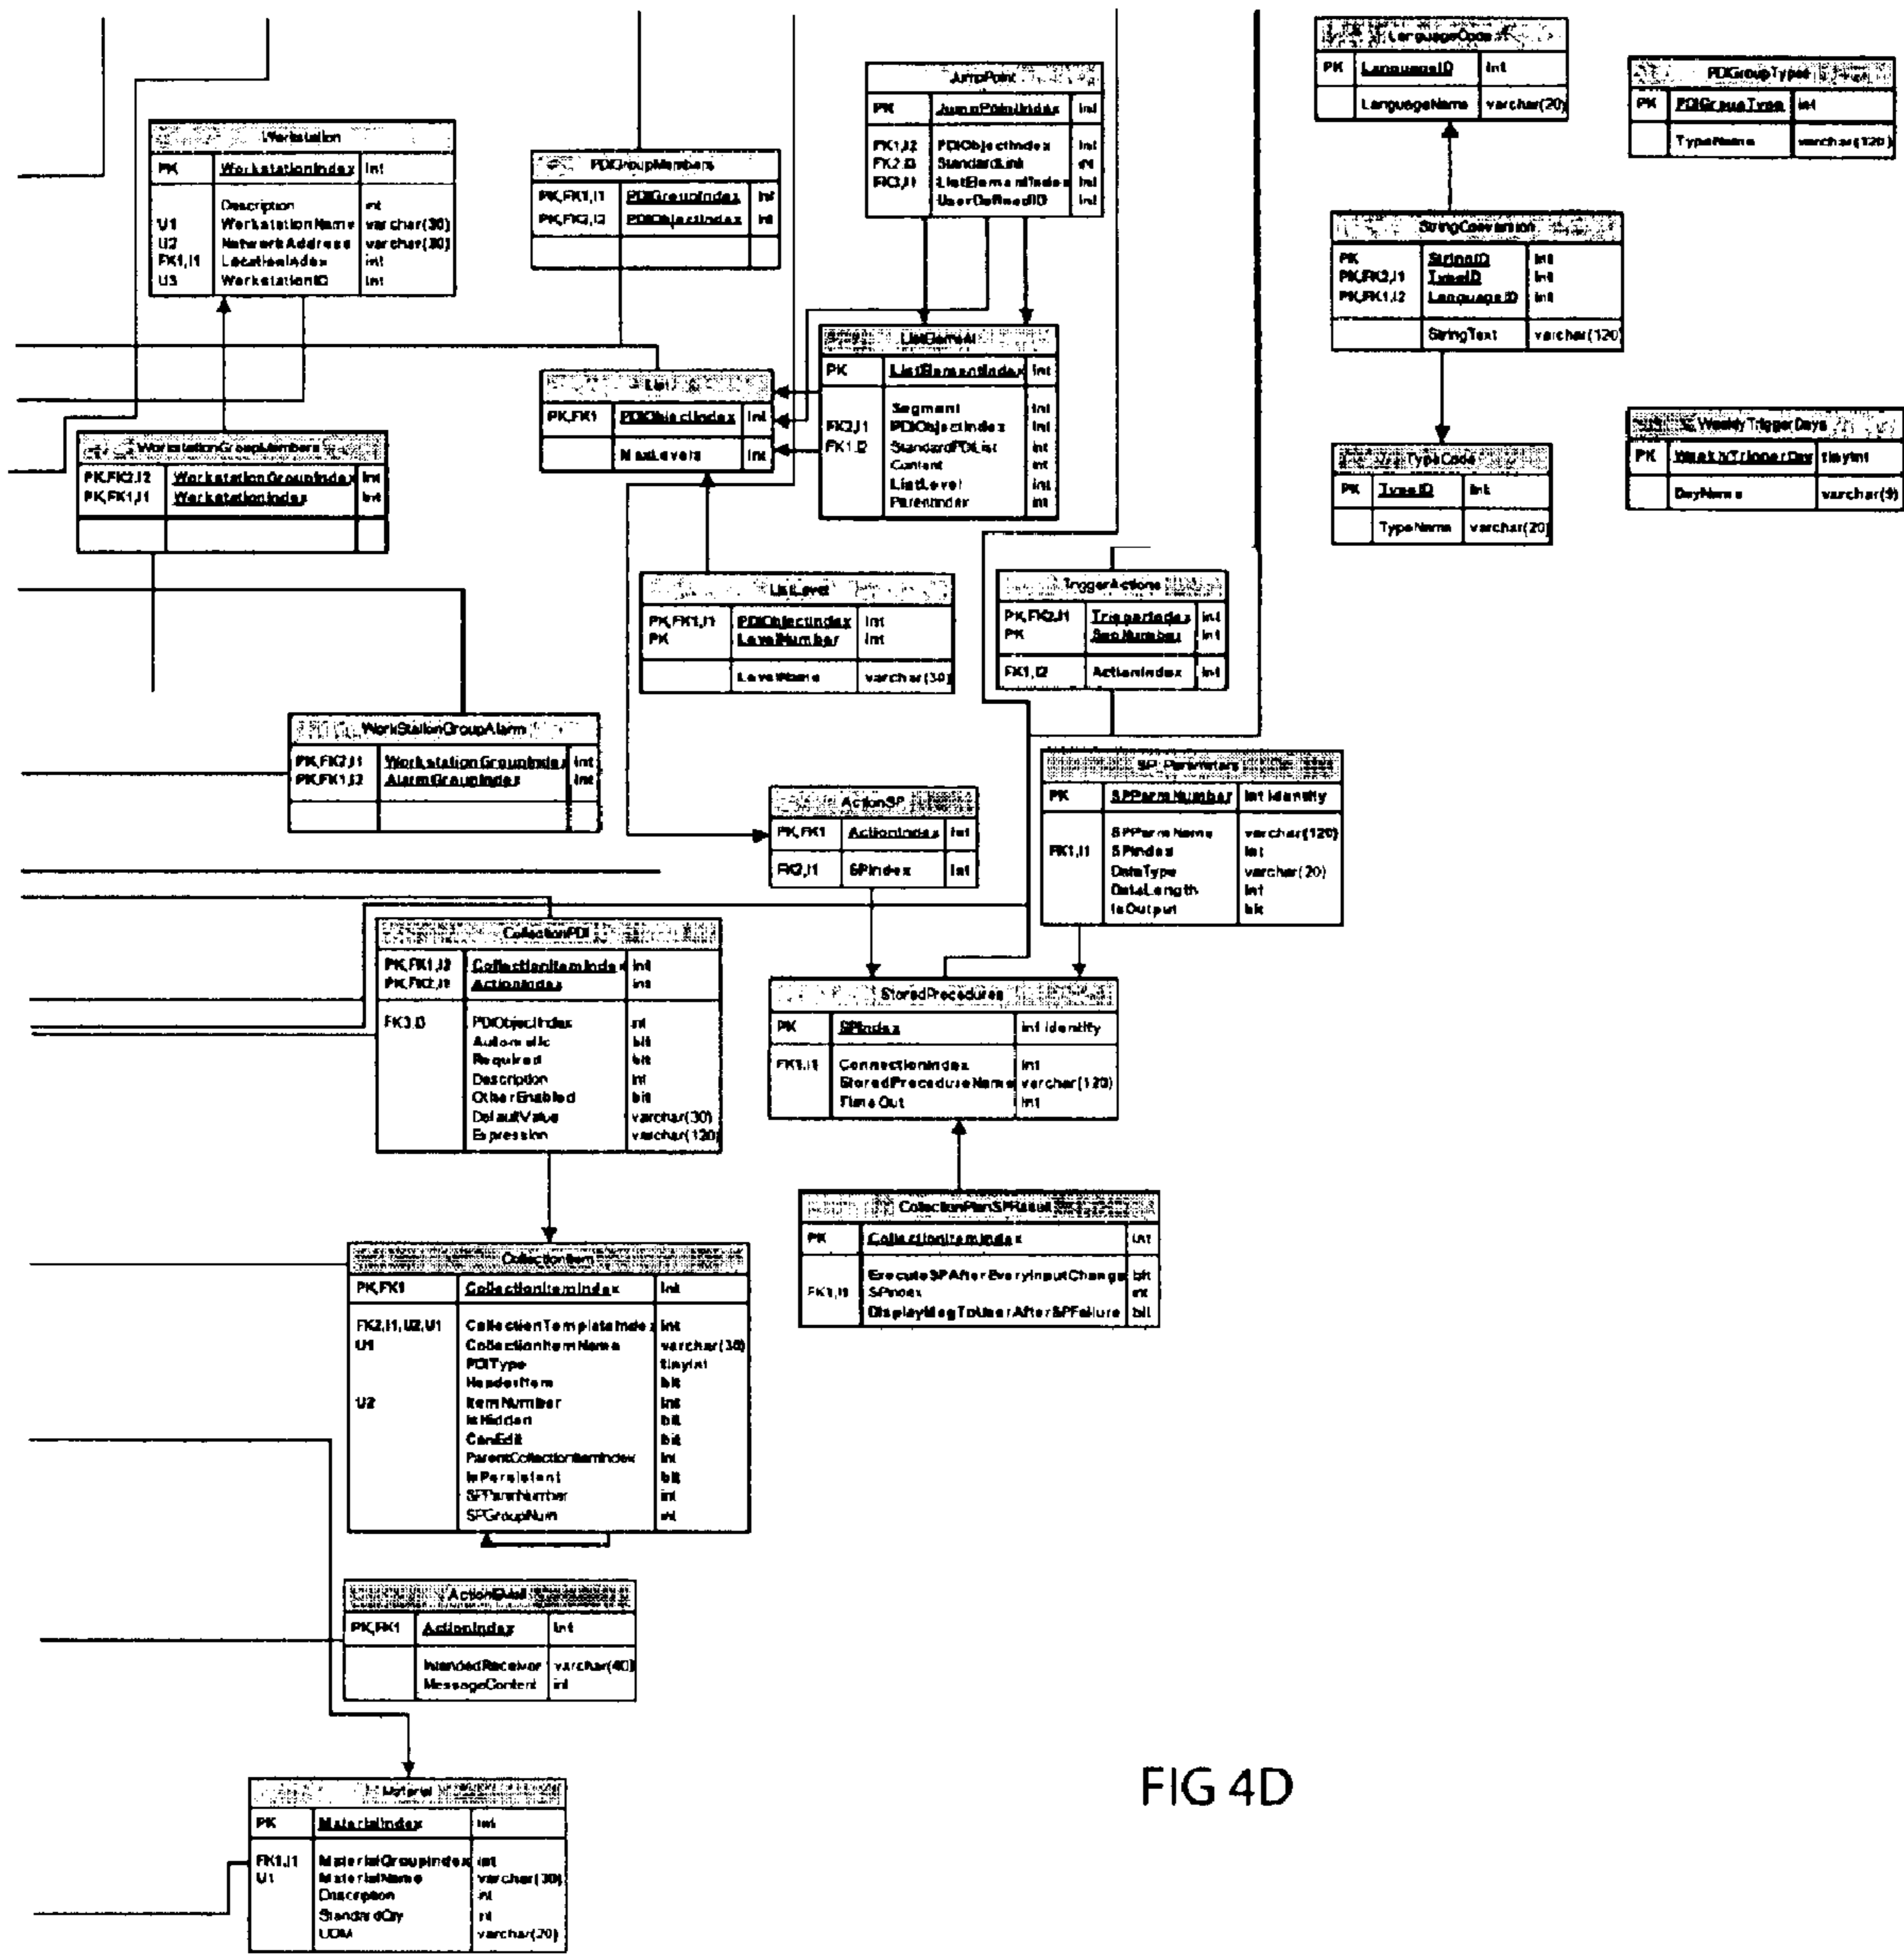 LanguageCode
PK LanguageID int
LanguageName varchar(20)
PDIGroupTypes
PK PDIGroupType int
TypeName varchar(120)
JumpPoint
PK JumpPointIndex int
FK1,I2 PDIObjectIndex int
FK2,I3 StandardLink int
FK3,I1 ListElementIndex int
UserDefinedID int
Workstation
PK WorkstationIndex int
Description int
U1 WorkstationName varchar(30)
U2 NetworkAddress varchar(30)
FK1,I1 LocationIndex int
U3 WorkstationID int
PDIGroupMembers
PK,FK1,I1 PDIGroupIndex int
PK,FK2,I2 PDIObjectIndex int
StringConvention
PK StringID int
PK,FK2,I1 TypeID int
PK,FK1,I2 LanguageID int
StringText varchar(120)
ListElement
PK ListElementIndex int
Segment int
FK2,I1 PDIObjectIndex int
FK1,I2 StandardPDIList int
Content int
ListLevel int
ParentIndex int
List
PK,FK1 PDIObjectIndex int
MaxLevels int
WorkstationGroupMembers
PK,FK2,I2 WorkstationGroupIndex int
PK,FK1,I1 WorkstationIndex int
TypeCode
PK TypeID int
TypeName varchar(20)
WeeklyTriggerDays
PK WeeklyTriggerDay tinyint
DayName varchar(9)
ListLevel
PK,FK1,I1 PDIObjectIndex int
PK LevelNumber int
LevelName varchar(30)
TriggerActions
PK,FK2,I1 TriggerIndex int
PK SeqNumber int
FK1,I2 ActionIndex int
WorkStationGroupAlarm
PK,FK2,I1 WorkstationGroupIndex int
PK,FK1,I2 AlarmGroupIndex int
ActionSP
PK,FK1 ActionIndex int
FK2,I1 SPIndex int
SP_Parameters
PK SPParmNumber int identity
SPParmName varchar(120)
FK1,I1 SPIndex int
DataType varchar(20)
DataLength int
IsOutput bit
CollectionPDI
PK,FK1,I2 CollectionItemIndex int
PK,FK2,I1 ActionIndex int
FK3,I3 PDIObjectIndex int
Automatic bit
Required bit
Description int
OtherEnabled bit
DefaultValue varchar(30)
Expression varchar(120)
StoredProcedures
PK SPIndex int identity
FK1,I1 ConnectionIndex int
StoredProcedureName varchar(120)
TimeOut int
CollectionPlanSPResult
PK CollectionItemIndex int
ExecuteSPAfterEveryInputChange bit
FK1,I1 SPIndex int
DisplayMsgToUserAfterSPFailure bit
CollectionItem
PK,FK1 CollectionItemIndex int
FK2,I1,U2,U1 CollectionTemplateIndex int
U1 CollectionItemName varchar(30)
PDIType tinyint
HeaderItem bit
U2 ItemNumber int
IsHidden bit
CanEdit bit
ParentCollectionItemIndex int
IsPersistent bit
SPParmNumber int
SPGroupNum int
ActionEMail
PK,FK1 ActionIndex int
IntendedReceiver varchar(40)
MessageContent int
Material
PK MaterialIndex int
FK1,I1 MaterialGroupIndex int
U1 MaterialName varchar(30)
Description int
StandardQty int
UOM varchar(20)
FIG 4D